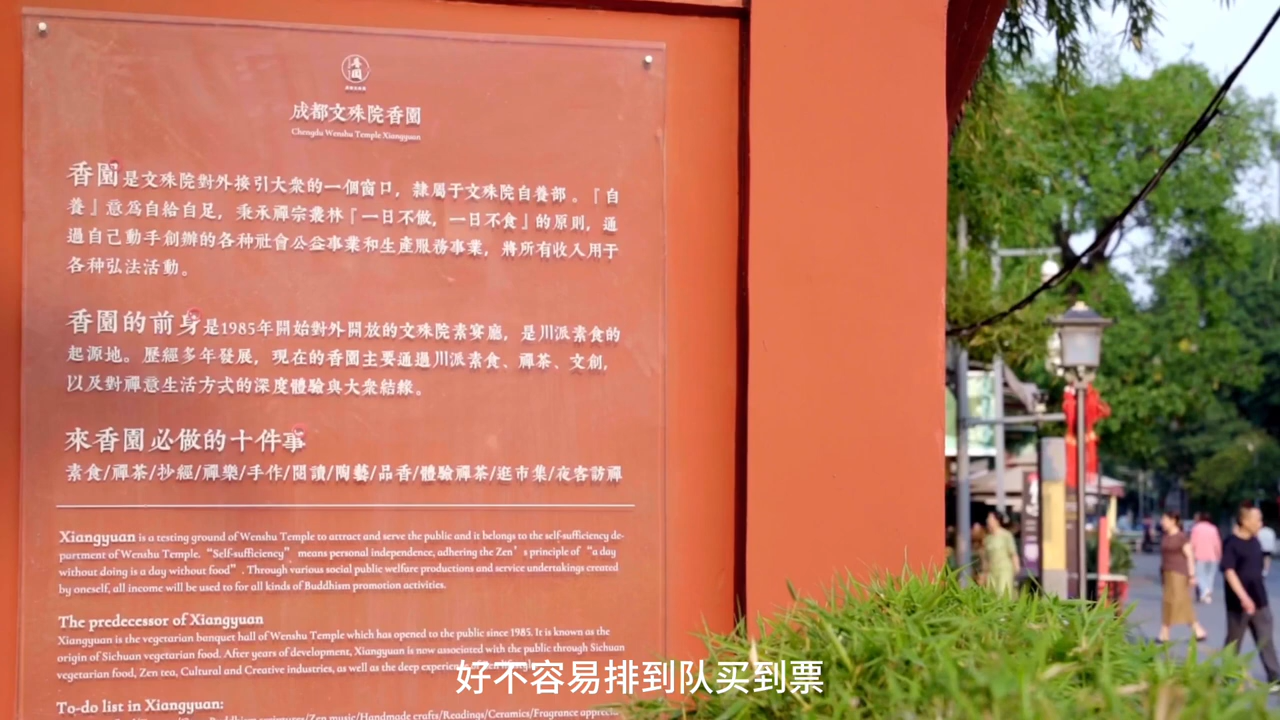 香園
成都文殊院香園
Chengdu Wenshu Temple Xiangyuan
香園是文殊院對外接引大衆的一個窗口，隸屬于文殊院自養部。『自
養』意爲自給自足，秉承禪宗叢林『一日不做，一日不食』的原則，通
過自己動手創辦的各种社會公益事業和生產服務事業，將所有收入用于
各种弘法活動。
香園的前身是1985年開始對外開放的文殊院素宴廳，是川派素食的
起源地。歷經多年發展，現在的香園主要通過川派素食、禪茶、文創，
以及對禪意生活方式的深度體驗與大衆結緣。
來香園必做的十件事
素食/禪茶/抄經/禪樂/手作/閱讀/陶藝/品香/體驗禪茶/逛市集/夜客訪禪
Xiangyuan is a testing ground of Wenshu Temple to attract and serve the public and it belongs to the self-sufficiency de-
partment of Wenshu Temple. “Self-sufficiency” means personal independence, adhering the Zen’s principle of “a day
without doing is a day without food”. Through various social public welfare productions and service undertakings created
by oneself, all income will be used to for all kinds of Buddhism promotion activities.
The predecessor of Xiangyuan
Xiangyuan is the vegetarian banquet hall of Wenshu Temple which has opened to the public since 1985. It is known as the
origin of Sichuan vegetarian food. After years of development, Xiangyuan is now associated with the public through Sichuan
vegetarian food, Zen tea, Cultural and Creative industries, as well as the deep
To-do list in Xiangyuan:
music/Handmade crafts/Readings/Ceramics/Fragrance
好不容易排到队买到票